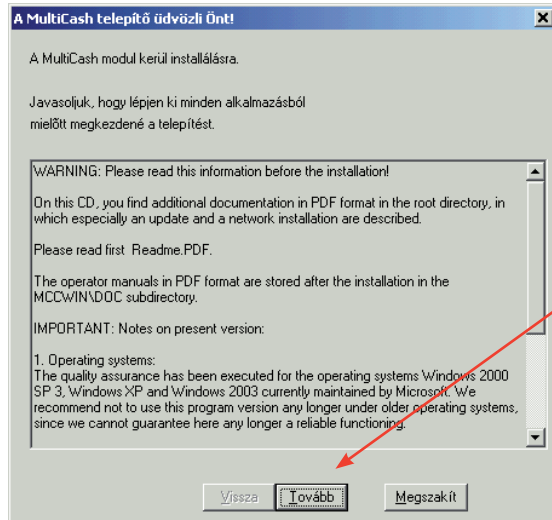 A MultiCash telepítő üdvözli Önt!
A MultiCash modul kerül installálásra.
Javasoljuk, hogy lépjen ki minden alkalmazásból
mielőtt megkezdené a telepítést.
WARNING: Please read this information before the installation!
On this CD, you find additional documentation in PDF format in the root directory, in
which especially an update and a network installation are described.
Please read first  Readme.PDF.
The operator manuals in PDF format are stored after the installation in the
MCCWIN\DOC subdirectory.
IMPORTANT: Notes on present version:
1. Operating systems:
The quality assurance has been executed for the operating systems Windows 2000
SP 3, Windows XP and Windows 2003 currently maintained by Microsoft. We
recommend not to use this program version any longer under older operating systems,
since we cannot guarantee here any longer a reliable functioning.
Vissza Tovább Megszakít